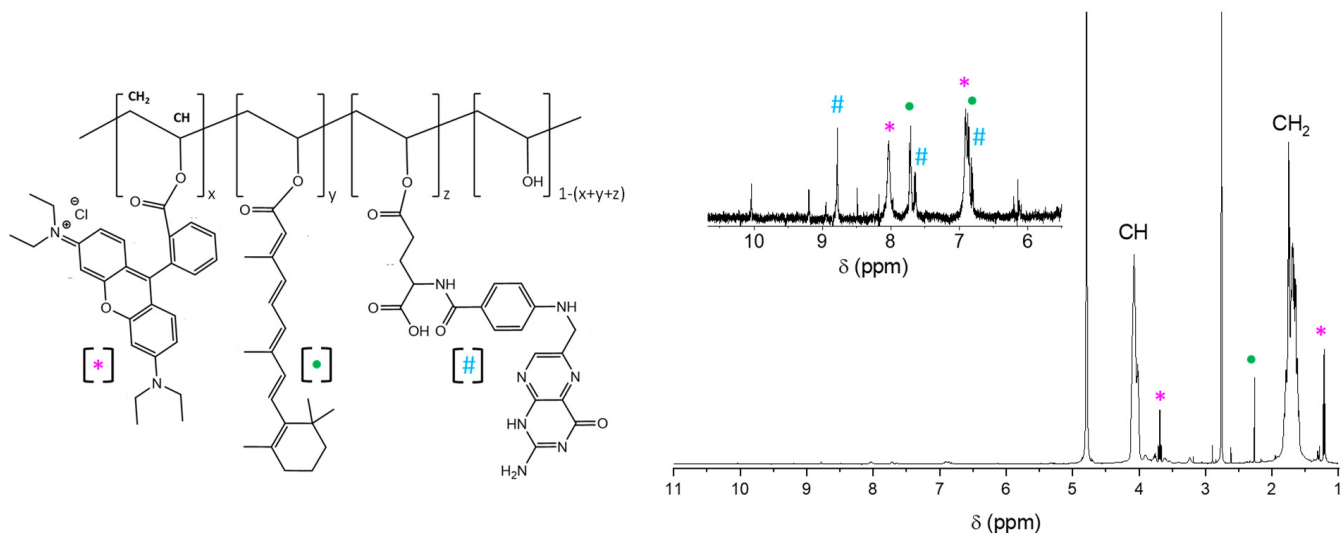 CH₂
CH
x
y
z
1-(x+y+z)
O
O
O
OH
O
O
O
⊖
Cl
N
⊕
O
N
O
OH
NH
O
NH
N
N
HN
N
O
H₂N
N
[*]
[•]
[#]
#
*
•
#
*
•
#
10
9
8
7
6
δ (ppm)
CH
*
•
CH₂
*
11
10
9
8
7
6
5
4
3
2
1
δ (ppm)